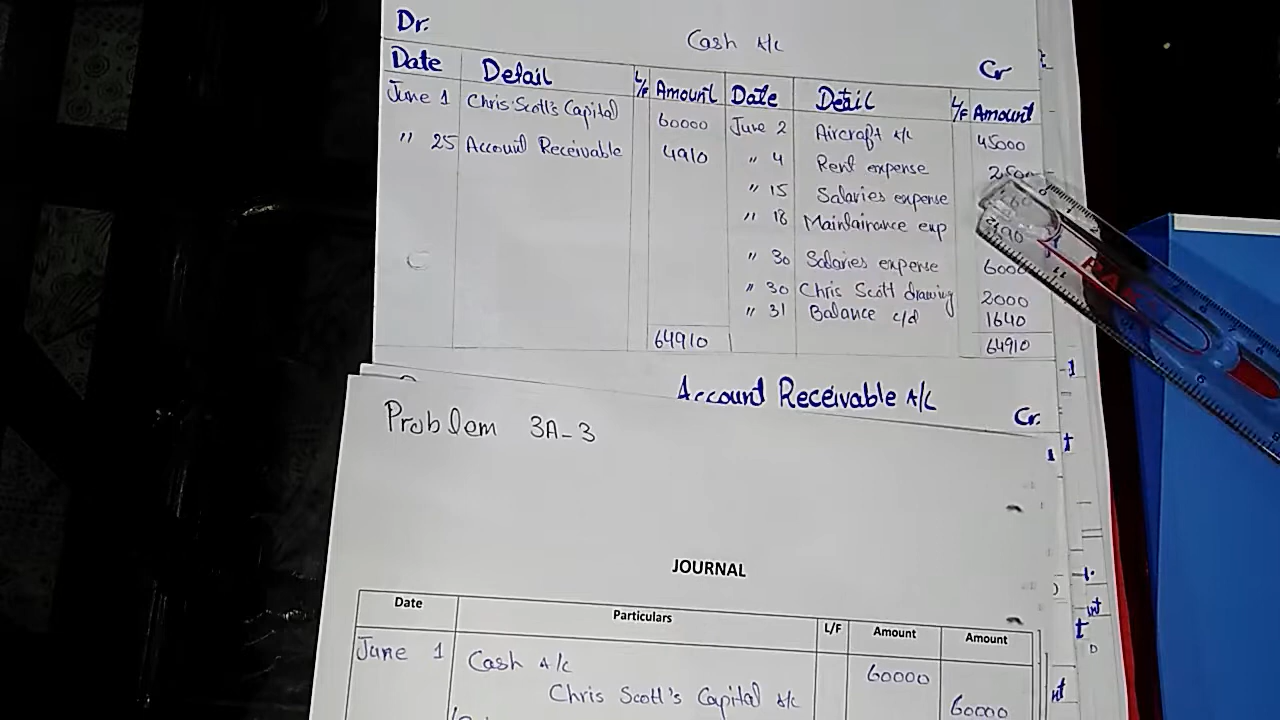 Dr.
Cash A/c
Cr
Date Detail L/F Amount Date Detail L/F Amount
June 1 Chris Scott's Capital 60000 June 2 Aircraft A/c 45000
" 25 Account Receivable 4910 " 4 Rent expense
" 15 Salaries expense
" 18 Maintairance exp
" 30 Salaries expense 6000
" 30 Chris Scott drawing 2000
" 31 Balance c/d 1640
64910 64910
Account Receivable A/c
Cr.
Problem 3A-3
JOURNAL
Date Particulars L/F Amount Amount
June 1 Cash A/c 60000
Chris Scott's Capital A/c 60000